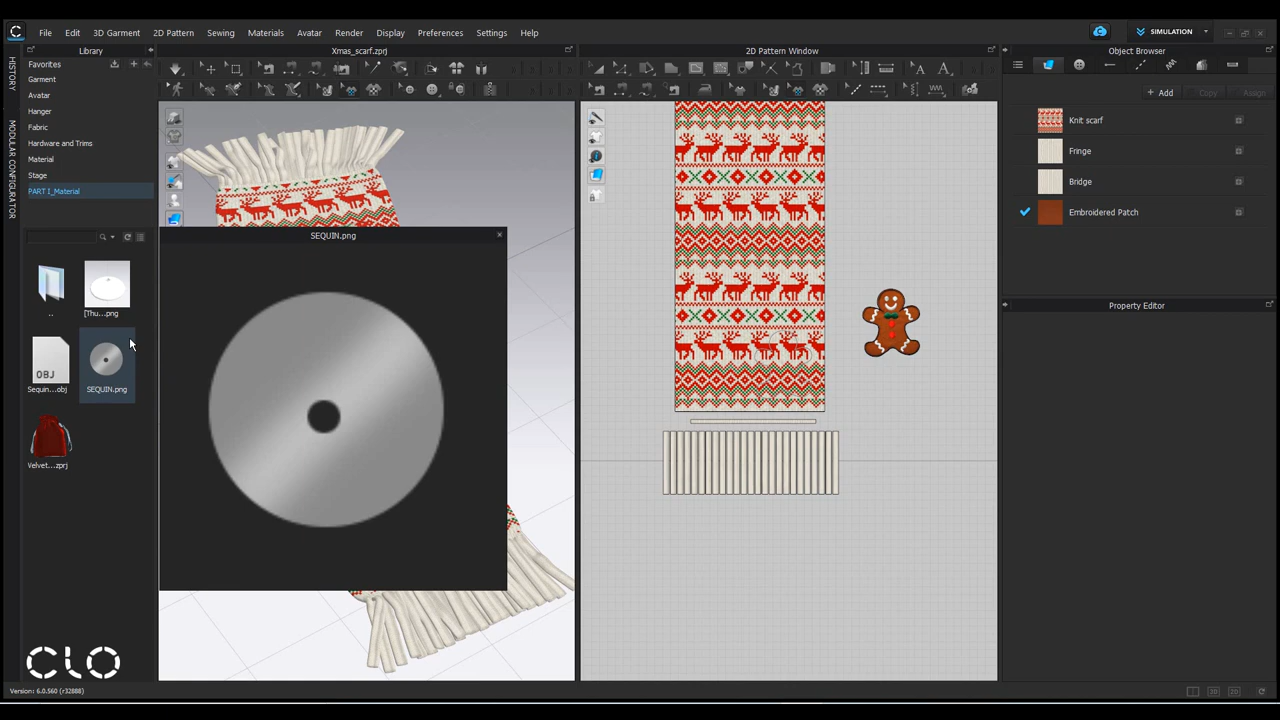 File Edit 3D Garment 2D Pattern Sewing Materials Avatar Render Display Preferences Settings Help
SIMULATION
HISTORY
MODULAR CONFIGURATOR
Library
Xmas_scarf.zprj
2D Pattern Window
Object Browser
Favorites
Garment
Avatar
Hanger
Fabric
Hardware and Trims
Material
Stage
PART I_Material
+ Add Copy Assign
Knit scarf
Fringe
Bridge
Embroidered Patch
SEQUIN.png
Property Editor
..
[Thu...png
OBJ
Sequin...obj
SEQUIN.png
Velvet...zprj
CLO
Version: 6.0.560 (r32888)
3D
2D